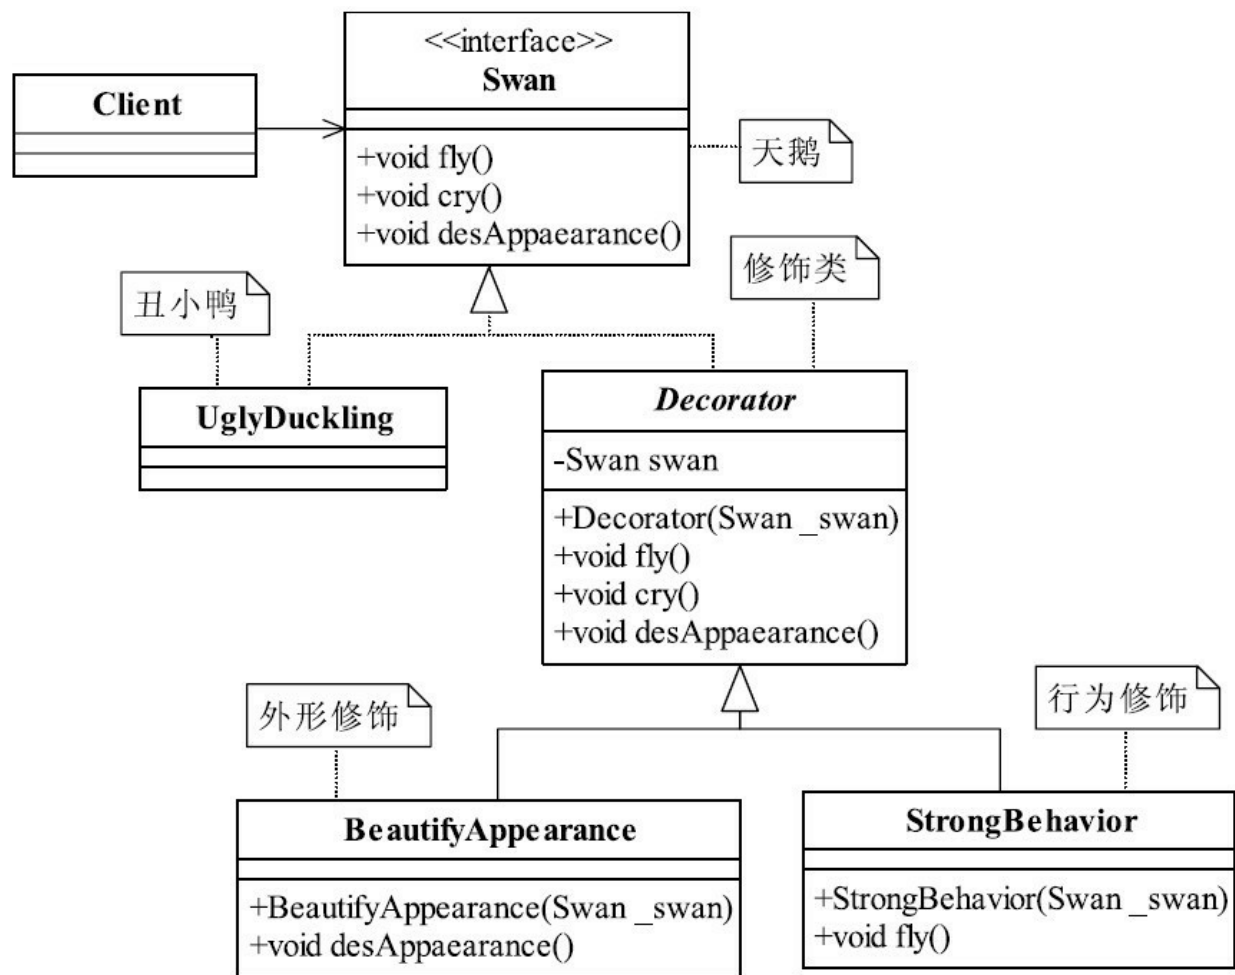 <<interface>>
Swan
Client
+void fly()
+void cry()
+void desAppaearance()
天鹅
修饰类
丑小鸭
UglyDuckling
Decorator
-Swan swan
+Decorator(Swan _swan)
+void fly()
+void cry()
+void desAppaearance()
外形修饰
行为修饰
BeautifyAppearance
+BeautifyAppearance(Swan _swan)
+void desAppaearance()
StrongBehavior
+StrongBehavior(Swan _swan)
+void fly()